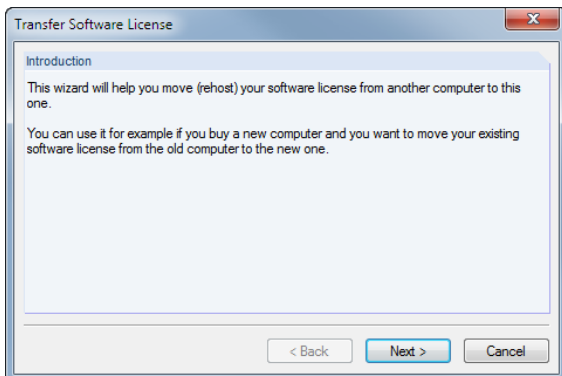 Transfer Software License
Introduction
This wizard will help you move (rehost) your software license from another computer to this
one.
You can use it for example if you buy a new computer and you want to move your existing
software license from the old computer to the new one.
< Back
Next >
Cancel